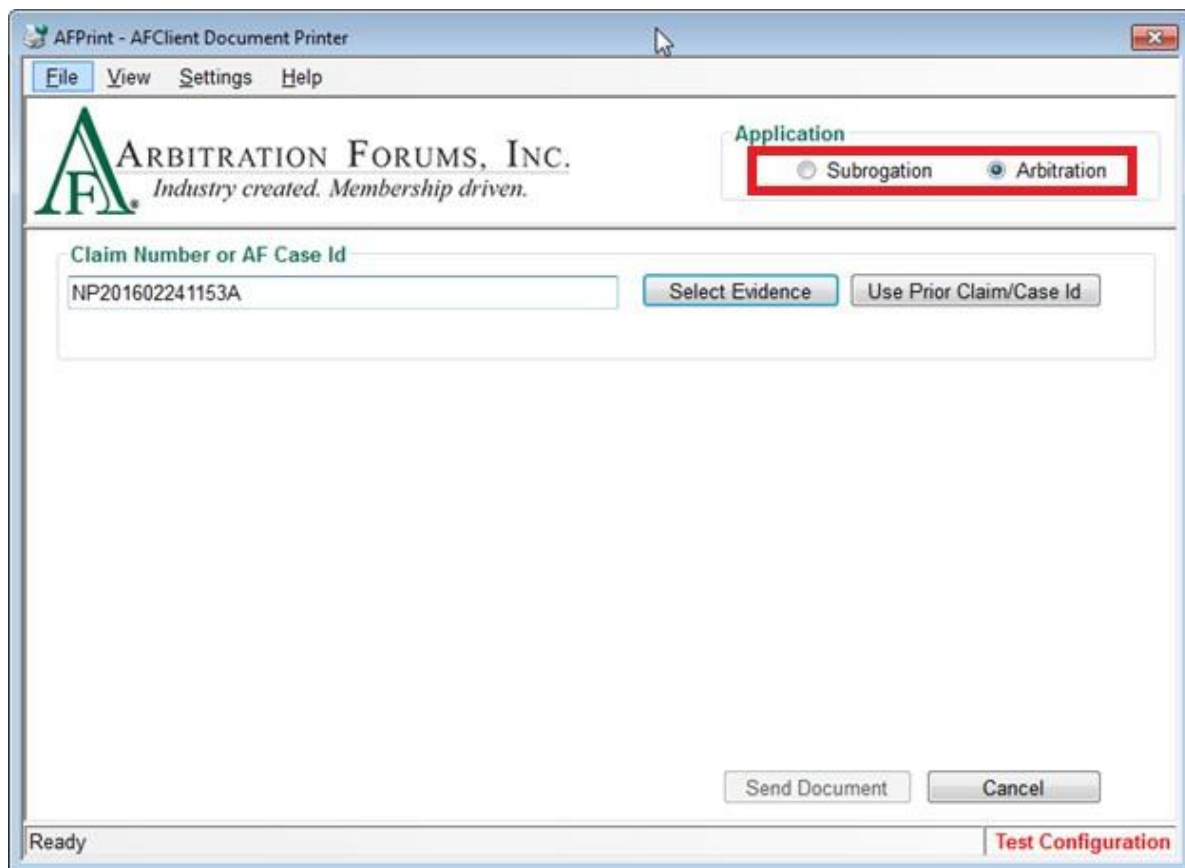 AFPrint - AFClient Document Printer
File View Settings Help
AF®
ARBITRATION FORUMS, INC.
Industry created. Membership driven.
Application
Subrogation Arbitration
Claim Number or AF Case Id
NP201602241153A Select Evidence Use Prior Claim/Case Id
Send Document Cancel
Ready Test Configuration